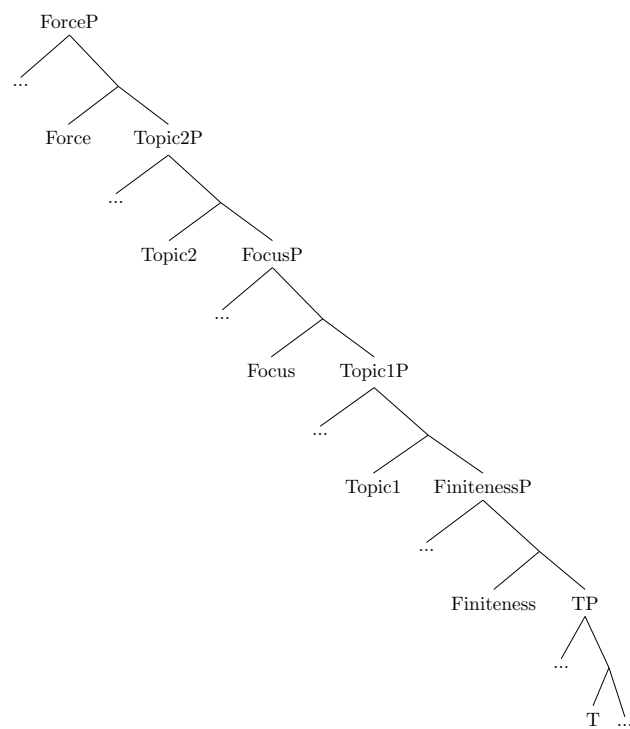 ForceP
...
Force Topic2P
...
Topic2 FocusP
...
Focus Topic1P
...
Topic1 FinitenessP
...
Finiteness TP
...
T ...